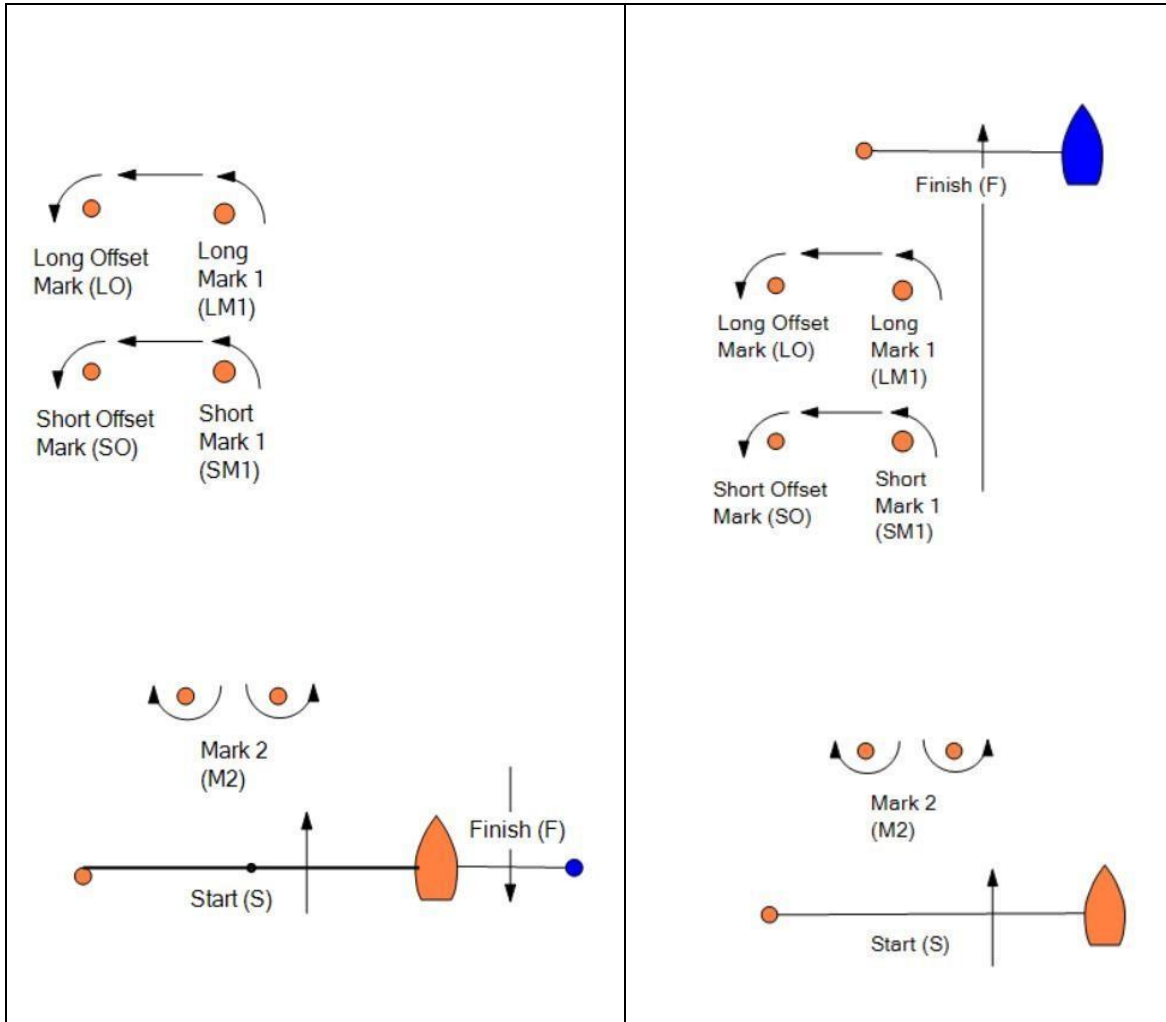 Long Offset
Mark (LO)
Long
Mark 1
(LM1)
Short Offset
Mark (SO)
Short
Mark 1
(SM1)
Mark 2
(M2)
Finish (F)
Start (S)
Finish (F)
Long Offset
Mark (LO)
Long
Mark 1
(LM1)
Short Offset
Mark (SO)
Short
Mark 1
(SM1)
Mark 2
(M2)
Start (S)